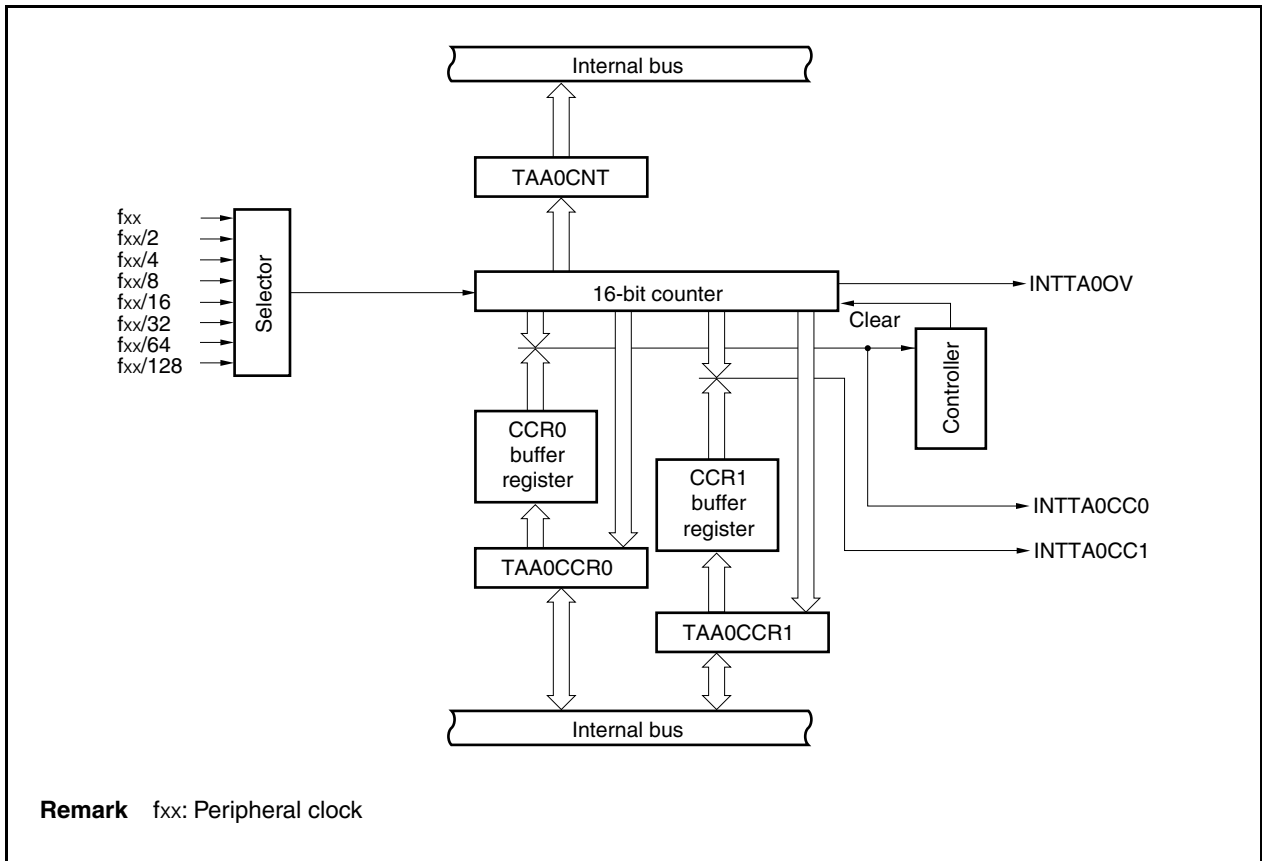 Internal bus
TAA0CNT
fxx
fxx/2
fxx/4
fxx/8
fxx/16
fxx/32
fxx/64
fxx/128
Selector
16-bit counter
INTTA0OV
Clear
Controller
CCR0
buffer
register
CCR1
buffer
register
INTTA0CC0
INTTA0CC1
TAA0CCR0
TAA0CCR1
Internal bus
Remark fxx: Peripheral clock